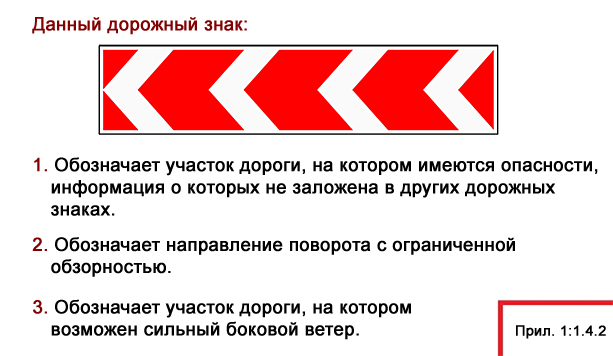 Данный дорожный знак:
1. Обозначает участок дороги, на котором имеются опасности,
информация о которых не заложена в других дорожных
знаках.
2. Обозначает направление поворота с ограниченной
обзорностью.
3. Обозначает участок дороги, на котором
возможен сильный боковой ветер.
Прил. 1:1.4.2